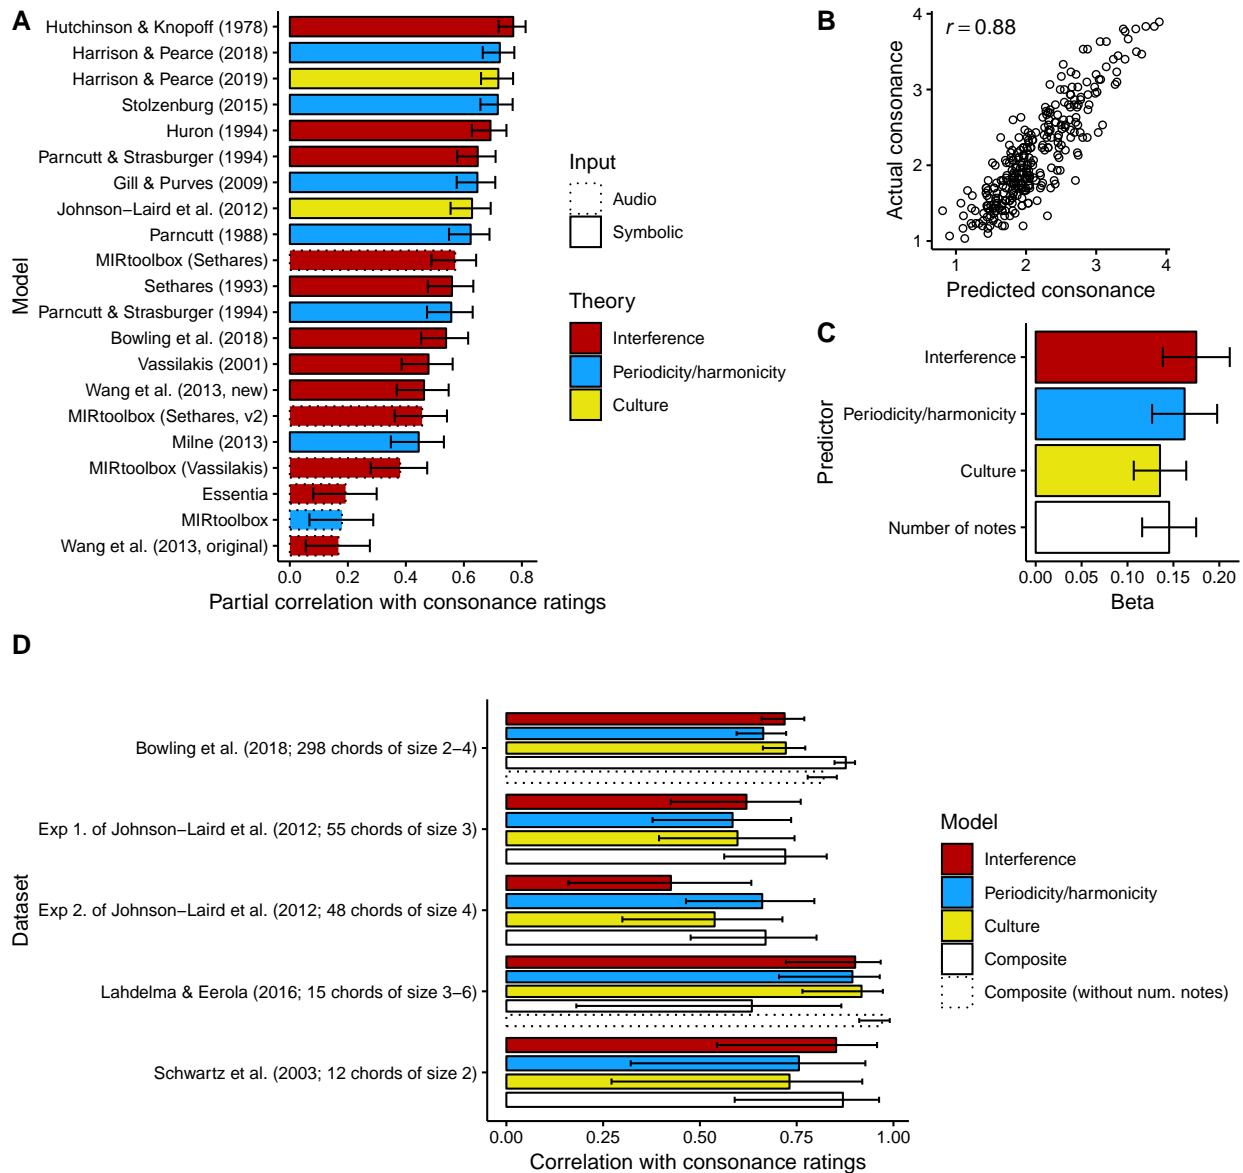 A
Model
Hutchinson & Knopoff (1978)
Harrison & Pearce (2018)
Harrison & Pearce (2019)
Stolzenburg (2015)
Huron (1994)
Parncutt & Strasburger (1994)
Gill & Purves (2009)
Johnson−Laird et al. (2012)
Parncutt (1988)
MIRtoolbox (Sethares)
Sethares (1993)
Parncutt & Strasburger (1994)
Bowling et al. (2018)
Vassilakis (2001)
Wang et al. (2013, new)
MIRtoolbox (Sethares, v2)
Milne (2013)
MIRtoolbox (Vassilakis)
Essentia
MIRtoolbox
Wang et al. (2013, original)
0.0 0.2 0.4 0.6 0.8
Partial correlation with consonance ratings
Input
Audio
Symbolic
Theory
Interference
Periodicity/harmonicity
Culture
B
r = 0.88
Actual consonance
4
3
2
1
1 2 3 4
Predicted consonance
C
Predictor
Interference
Periodicity/harmonicity
Culture
Number of notes
0.00 0.05 0.10 0.15 0.20
Beta
D
Dataset
Bowling et al. (2018; 298 chords of size 2−4)
Exp 1. of Johnson−Laird et al. (2012; 55 chords of size 3)
Exp 2. of Johnson−Laird et al. (2012; 48 chords of size 4)
Lahdelma & Eerola (2016; 15 chords of size 3−6)
Schwartz et al. (2003; 12 chords of size 2)
0.00 0.25 0.50 0.75 1.00
Correlation with consonance ratings
Model
Interference
Periodicity/harmonicity
Culture
Composite
Composite (without num. notes)